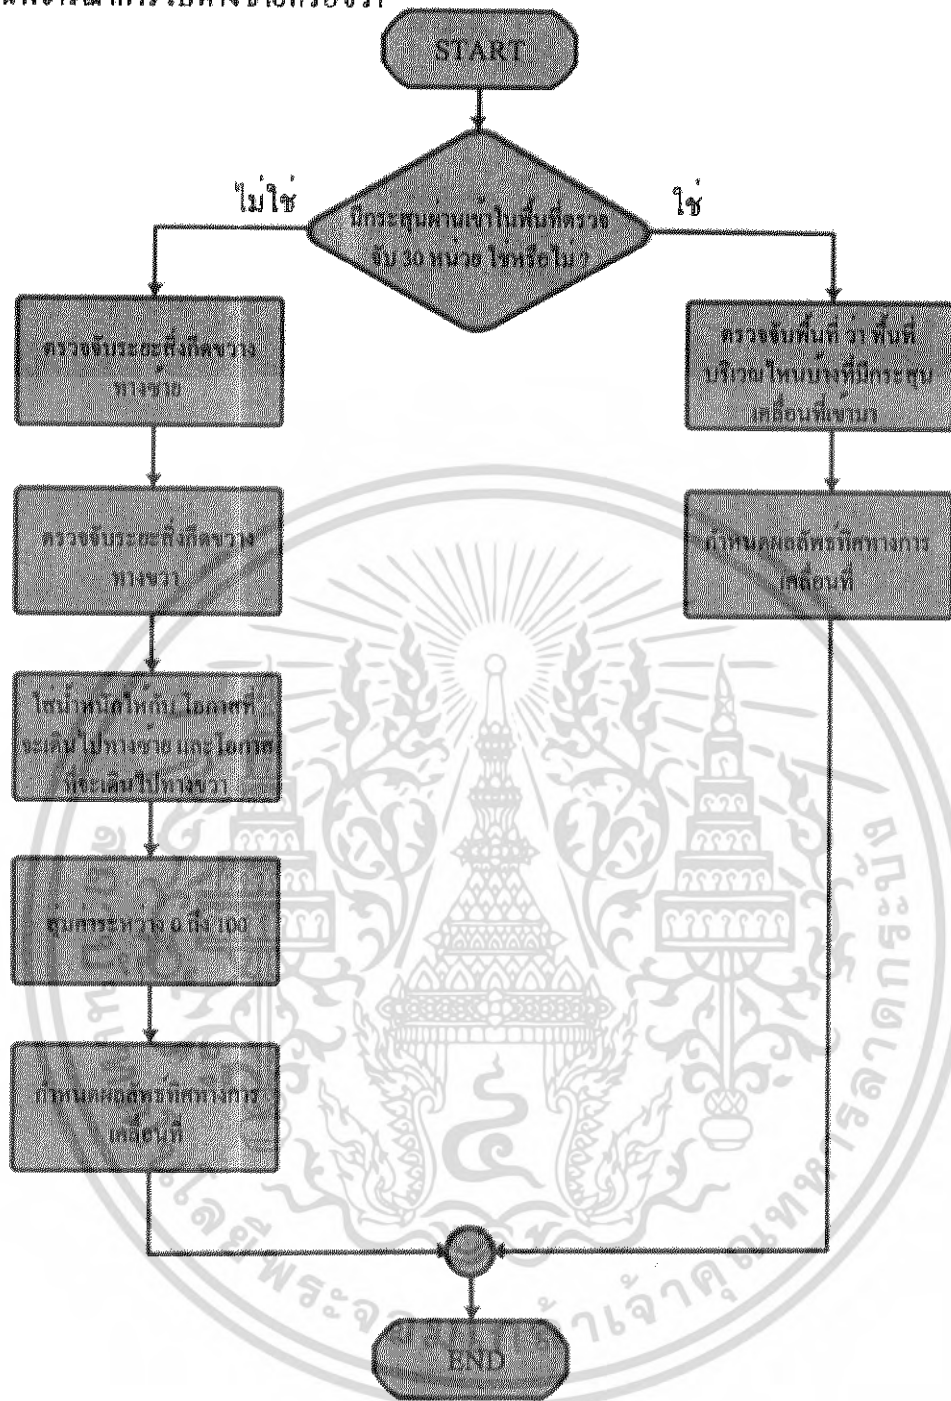 START
ไม่ใช่
ใช่
มีกระสุนผ่านเข้าในพื้นที่ตรวจ
จับ 30 หน่วย ใช่หรือไม่ ?
ตรวจจับระยะสิ่งกีดขวาง
ทางซ้าย
ตรวจจับพื้นที่ ว่า พื้นที่
บริเวณไหนบ้างที่มีกระสุน
เคลื่อนที่เข้ามา
ตรวจจับระยะสิ่งกีดขวาง
ทางขวา
กำหนดผลลัพธ์ทิศทางการ
เคลื่อนที่
ใส่น้ำหนักให้กับ โอกาสที่
จะเดินไปทางซ้าย และโอกาส
ที่จะเดินไปทางขวา
สุ่มค่าระหว่าง 0 ถึง 100
กำหนดผลลัพธ์ทิศทางการ
เคลื่อนที่
END